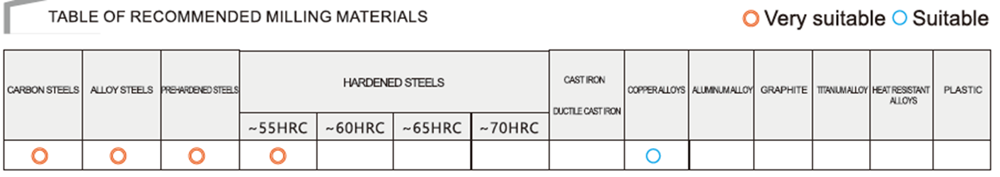 TABLE OF RECOMMENDED MILLING MATERIALS
Very suitable Suitable
CARBON STEELS
ALLOY STEELS
PREHARDENED STEELS
HARDENED STEELS
~55HRC
~60HRC
~65HRC
~70HRC
CAST IRON
DUCTILE CAST IRON
COPPER ALLOYS
ALUMINUM ALLOY
GRAPHITE
TITANIUM ALLOY
HEAT RESISTANT
ALLOYS
PLASTIC